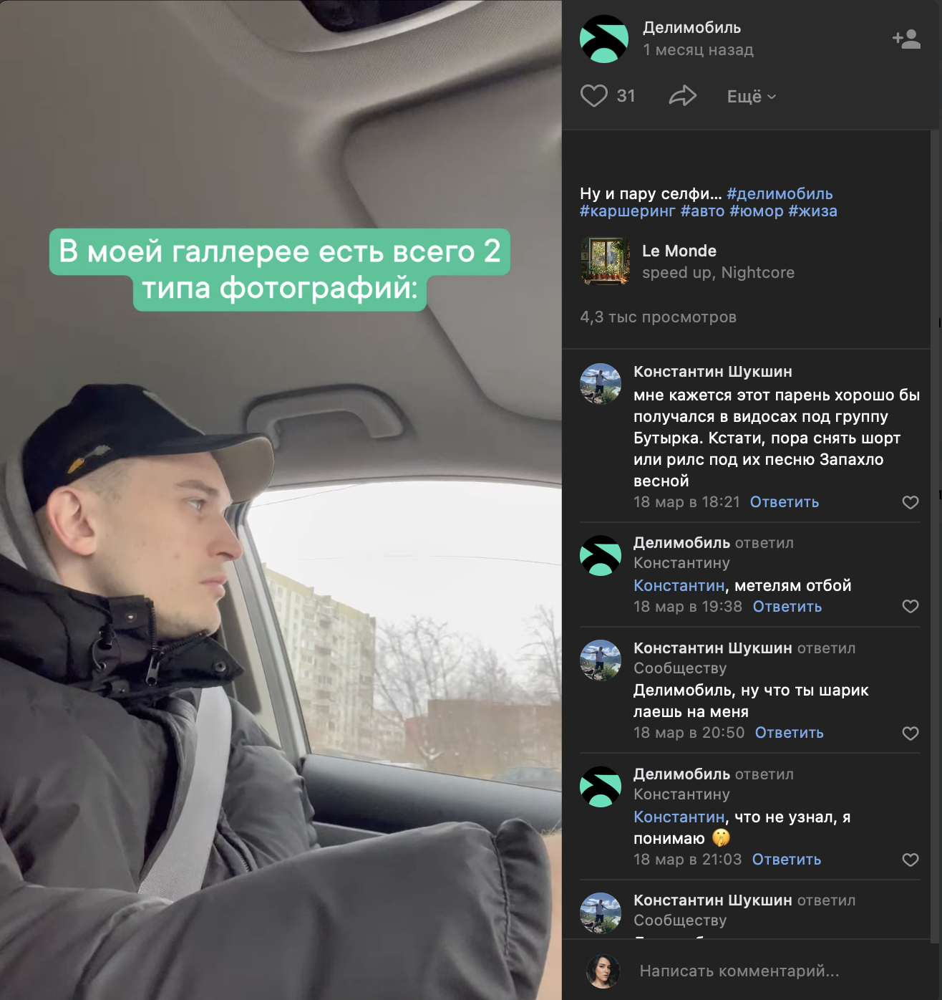 В моей галлерее есть всего 2
типа фотографий:
Делимобиль
1 месяц назад
31
Ещё
Ну и пару селфи... #делимобиль
#каршеринг #авто #юмор #жиза
Le Monde
speed up, Nightcore
4,3 тыс просмотров
Константин Шукшин
мне кажется этот парень хорошо бы
получался в видосах под группу
Бутырка. Кстати, пора снять шорт
или рилс под их песню Запахло
весной
18 мар в 18:21 Ответить
Делимобиль ответил
Константину
Константин, метелям отбой
18 мар в 19:38 Ответить
Константин Шукшин ответил
Сообществу
Делимобиль, ну что ты шарик
лаешь на меня
18 мар в 20:50 Ответить
Делимобиль ответил
Константину
Константин, что не узнал, я
понимаю 🤫
18 мар в 21:03 Ответить
Константин Шукшин ответил
Сообществу
Написать комментарий...